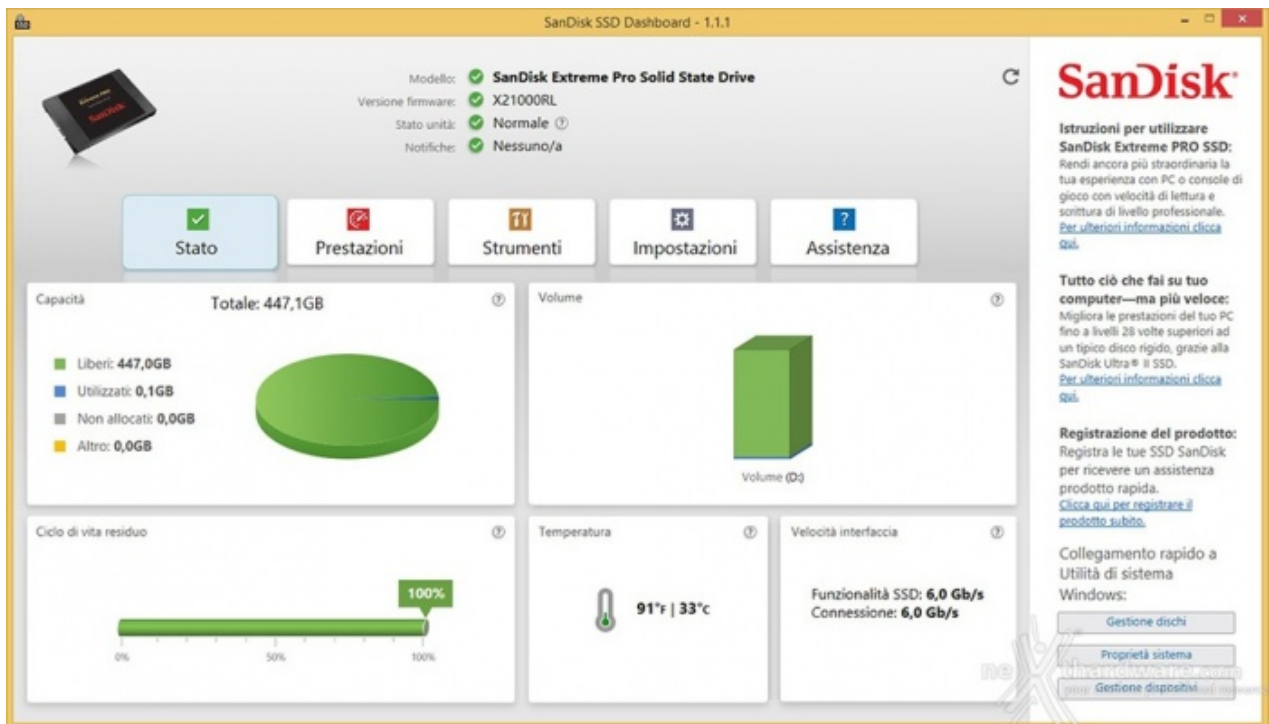 SanDisk SSD Dashboard - 1.1.1
Modello: SanDisk Extreme Pro Solid State Drive
Versione firmware: X21000RL
Stato unità: Normale
Notifiche: Nessuno/a
Stato
Prestazioni
Strumenti
Impostazioni
Assistenza
Capacità
Totale: 447,1GB
Liberi: 447,0GB
Utilizzati: 0,1GB
Non allocati: 0,0GB
Altro: 0,0GB
Volume
Volume (D:)
Ciclo di vita residuo
100%
0%
50%
100%
Temperatura
91°F | 33°C
Velocità interfaccia
Funzionalità SSD: 6,0 Gb/s
Connessione: 6,0 Gb/s
SanDisk
Istruzioni per utilizzare
SanDisk Extreme PRO SSD:
Rendi ancora più straordinaria la
tua esperienza con PC o console di
gioco con velocità di lettura e
scrittura di livello professionale.
Per ulteriori informazioni clicca
qui.
Tutto ciò che fai su tuo
computer—ma più veloce:
Migliora le prestazioni del tuo PC
fino a livelli 28 volte superiori ad
un tipico disco rigido, grazie alla
SanDisk Ultra® II SSD.
Per ulteriori informazioni clicca
qui.
Registrazione del prodotto:
Registra le tue SSD SanDisk
per ricevere un assistenza
prodotto rapida.
Clicca qui per registrare il
prodotto subito.
Collegamento rapido a
Utilità di sistema
Windows:
Gestione dischi
Proprietà sistema
Gestione dispositivi
nexthardware.com